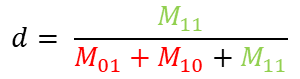 d = M₁₁ / (M₀₁ + M₁₀ + M₁₁)